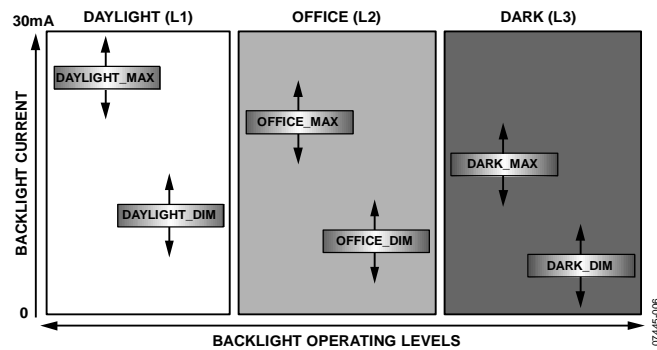 DAYLIGHT (L1) OFFICE (L2) DARK (L3)
30mA
DAYLIGHT_MAX
OFFICE_MAX
DARK_MAX
DAYLIGHT_DIM
OFFICE_DIM
DARK_DIM
BACKLIGHT CURRENT
0
BACKLIGHT OPERATING LEVELS
07445-006